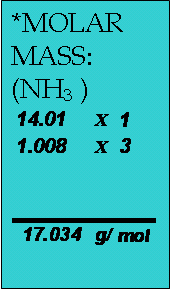 *MOLAR
MASS:
(NH₃ )
14.01 X 1
1.008 X 3
17.034 g/ mol